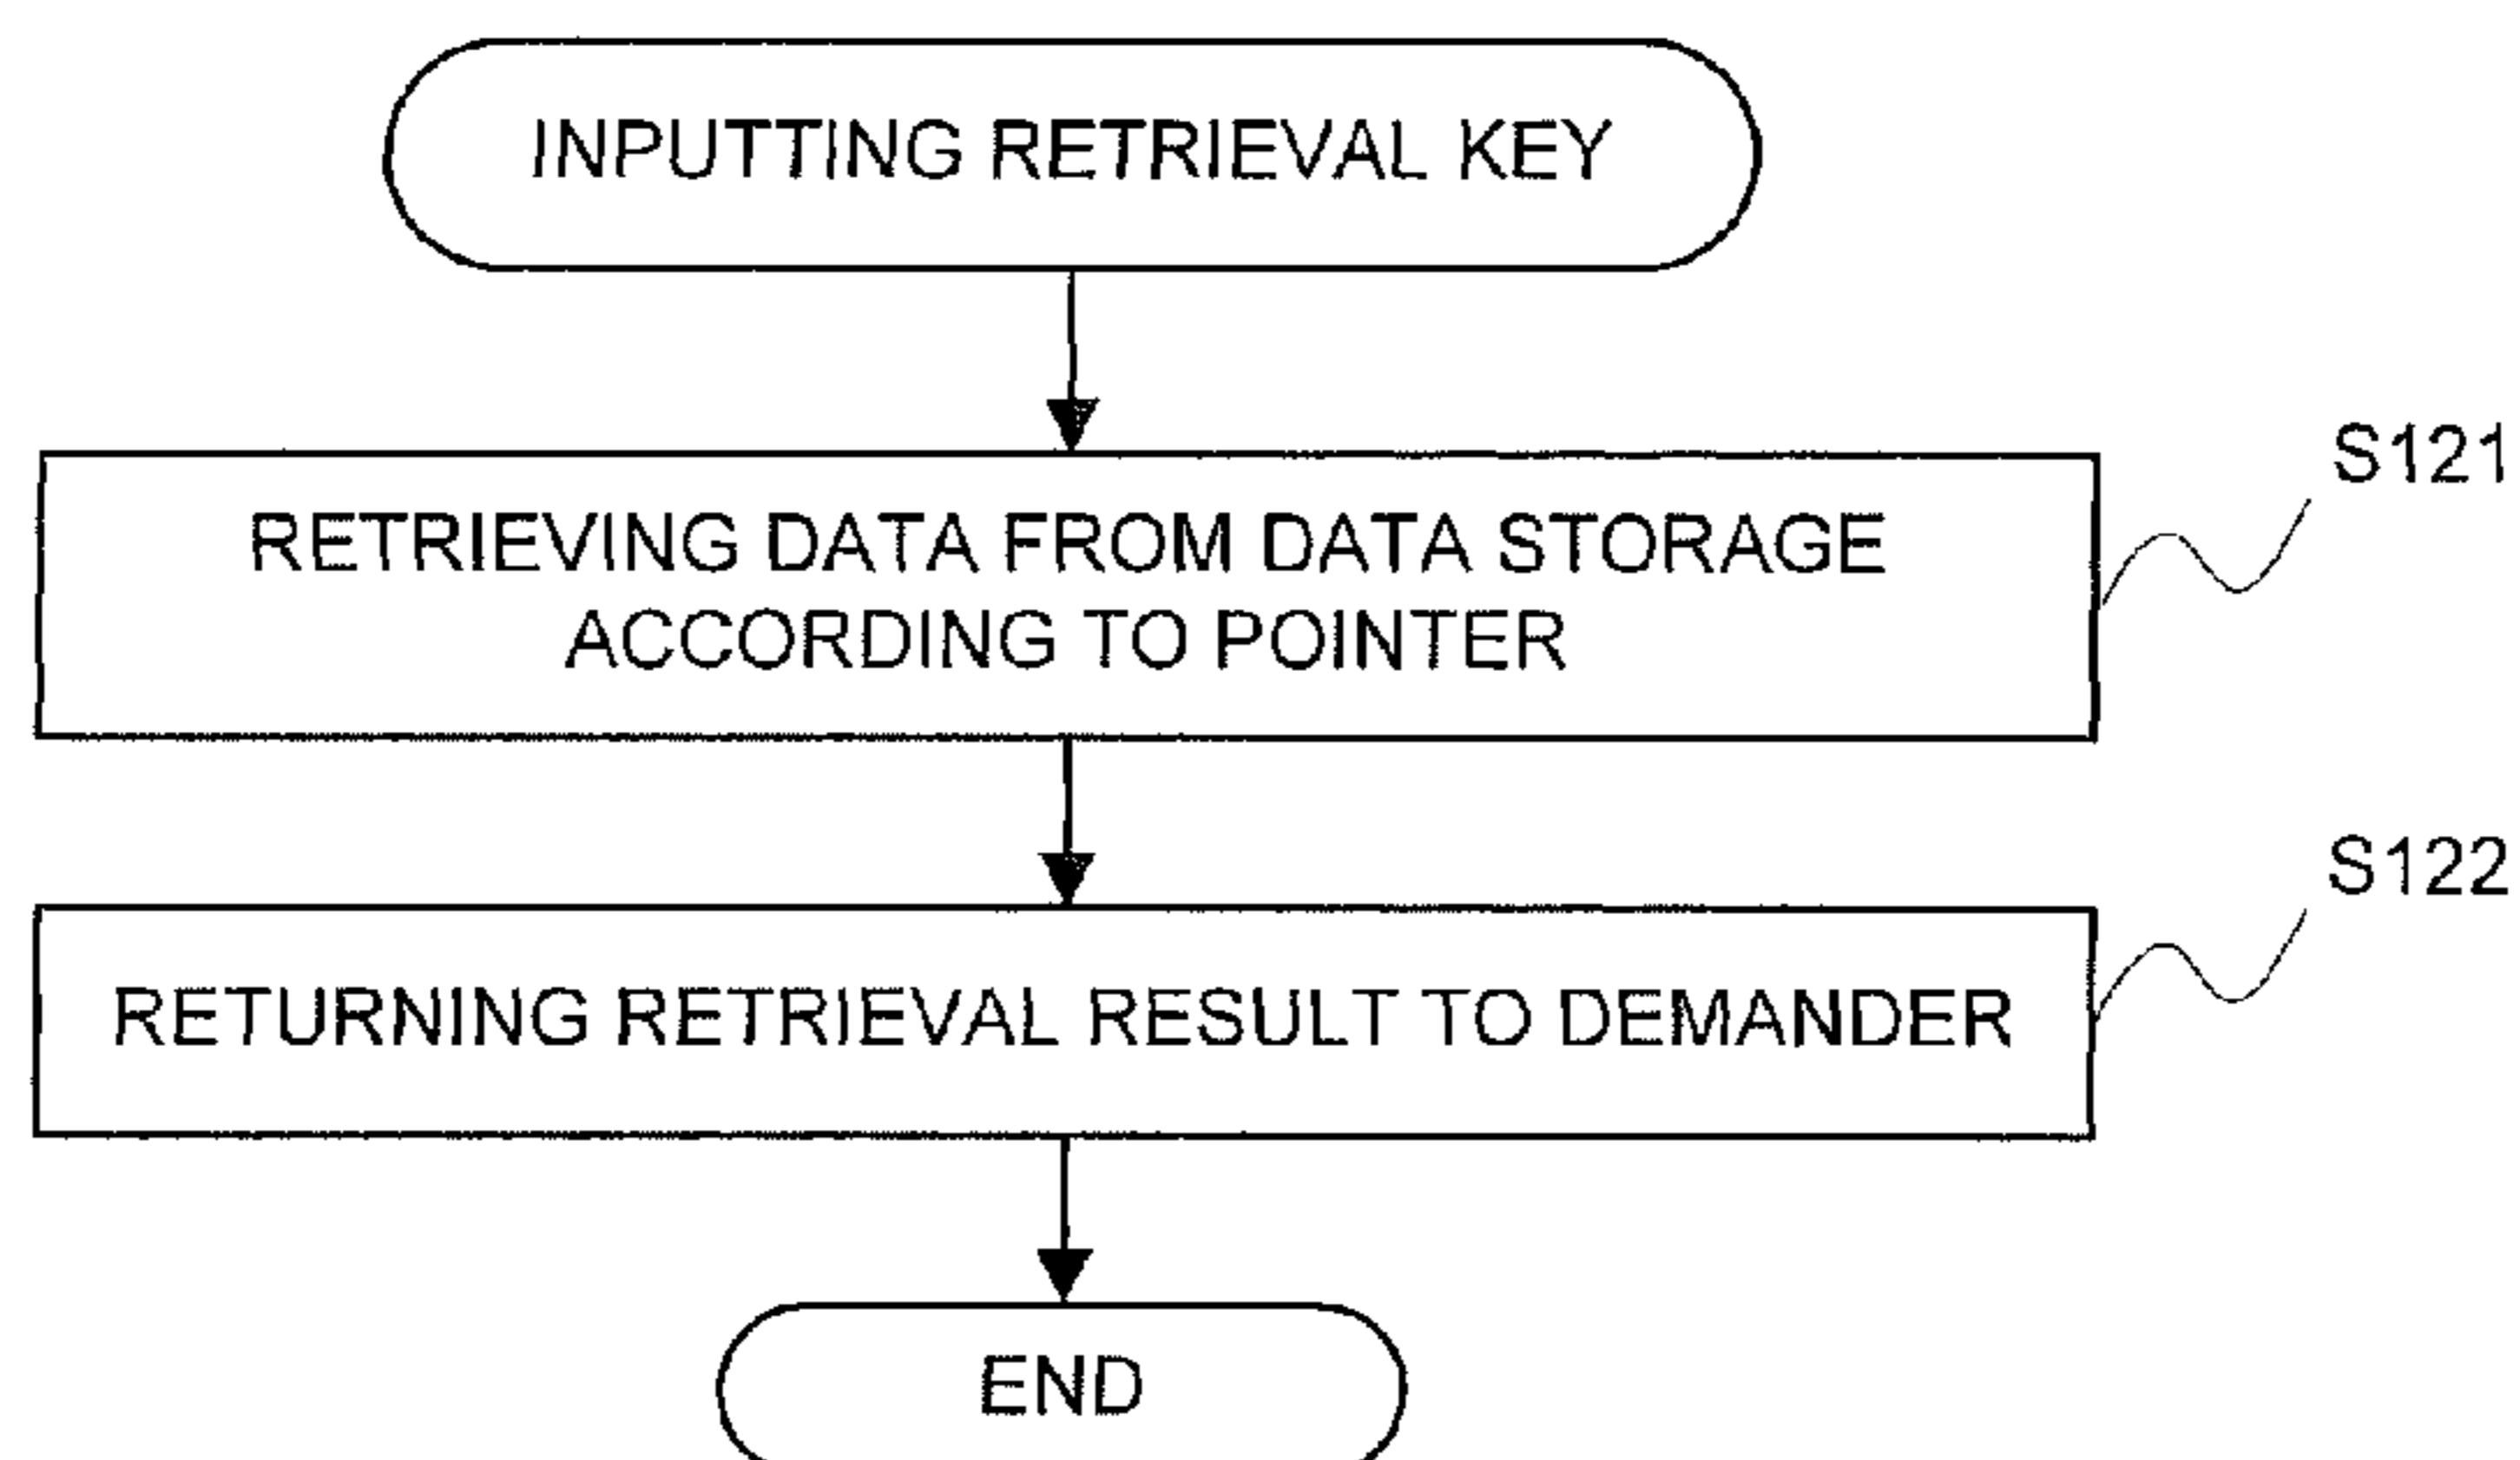 INPUTTING RETRIEVAL KEY
S121
RETRIEVING DATA FROM DATA STORAGE
ACCORDING TO POINTER
S122
RETURNING RETRIEVAL RESULT TO DEMANDER
END